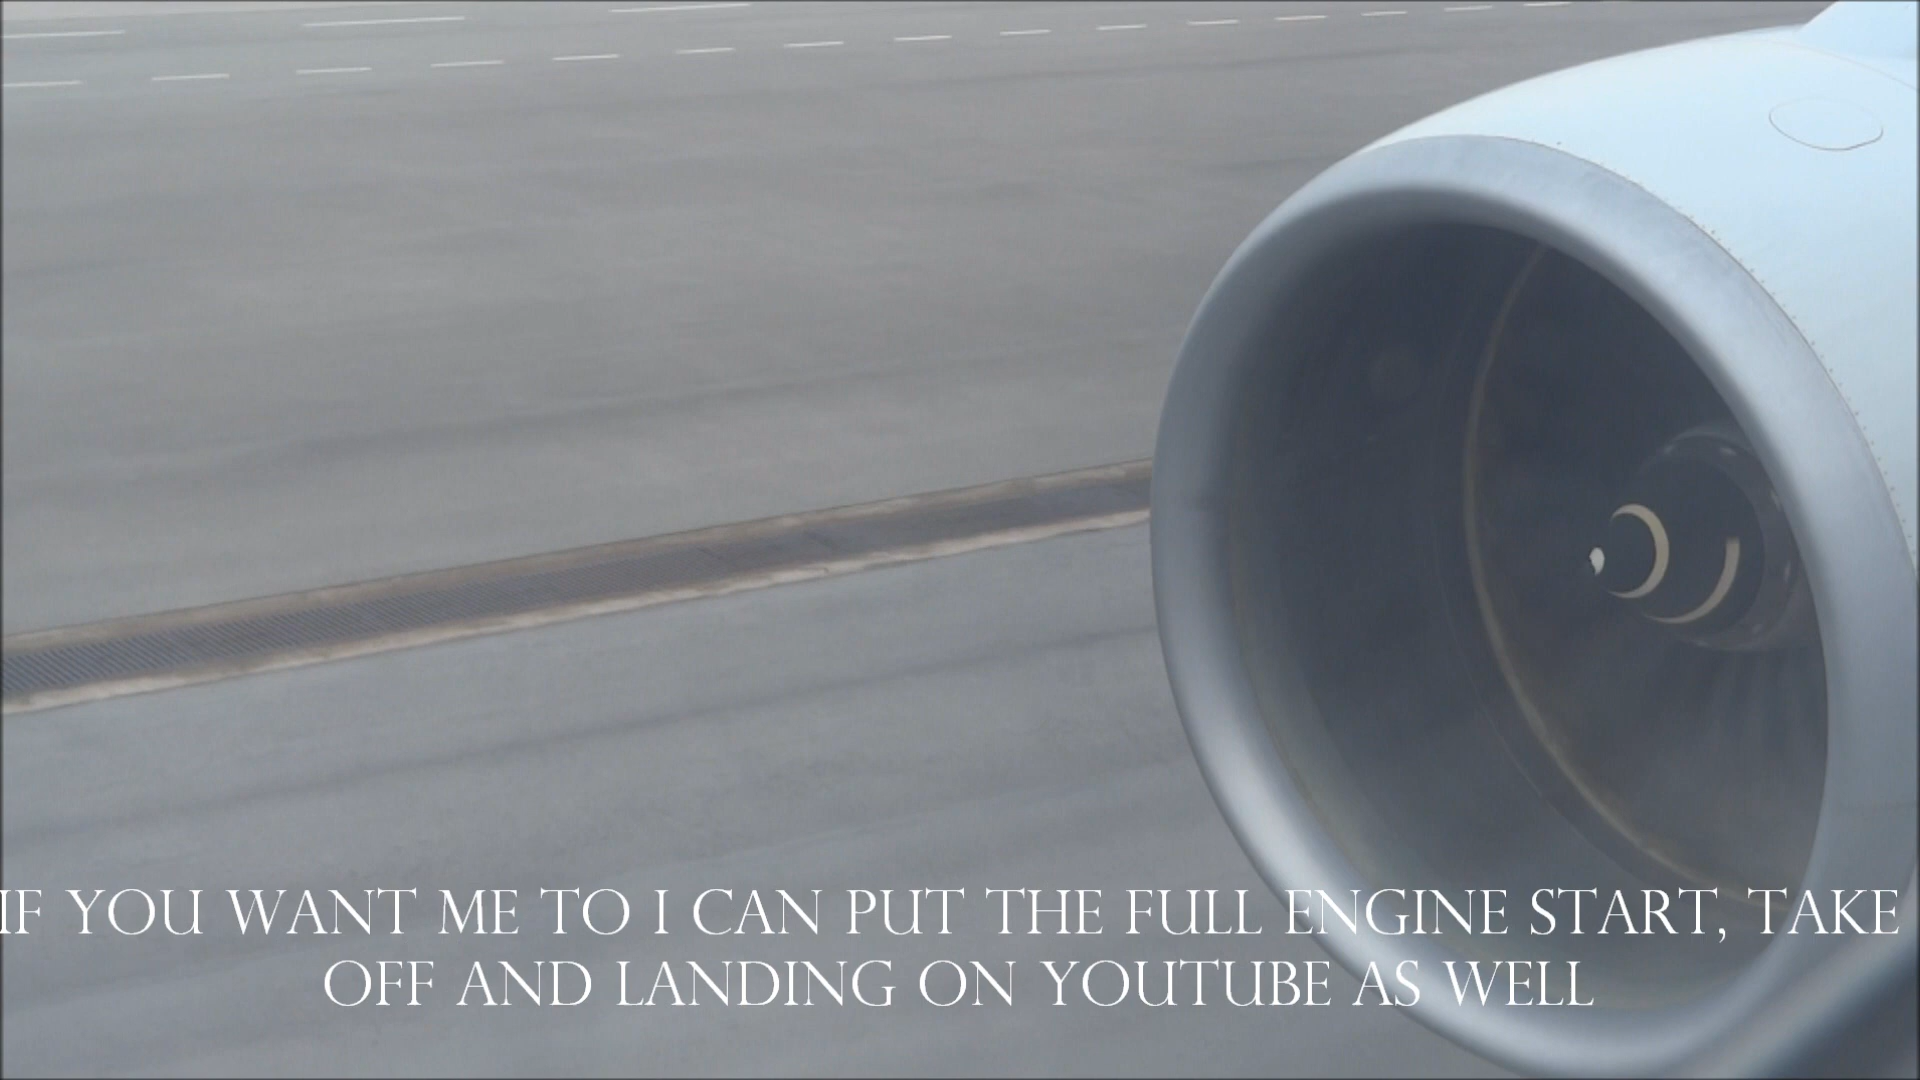 IF YOU WANT ME TO I CAN PUT THE FULL ENGINE START, TAKE
OFF AND LANDING ON YOUTUBE AS WELL